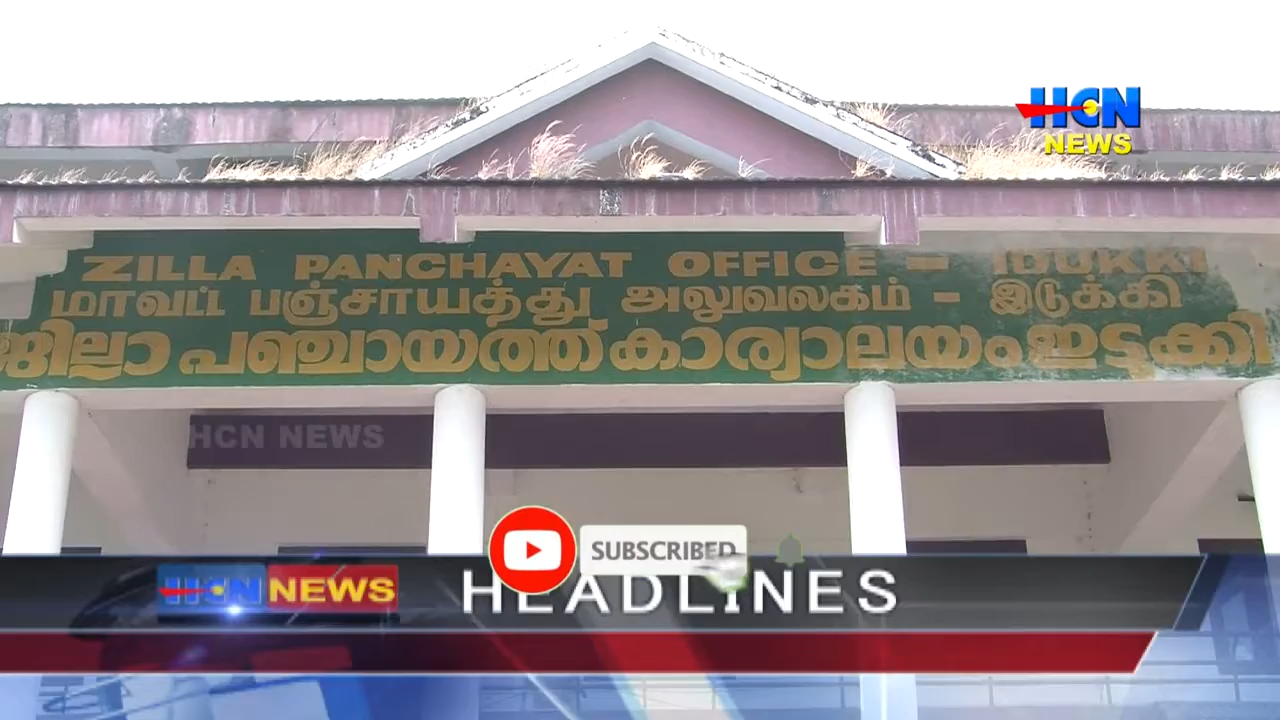 HCN
NEWS
ZILLA PANCHAYAT OFFICE - IDUKKI
மாவட் பஞ்சாயத்து அலுவலகம் - இடுக்கி
ജില്ലാ പഞ്ചായത്ത് കാര്യാലയം ഇടുക്കി
HCN NEWS
SUBSCRIBED
HCN NEWS HEADLINES